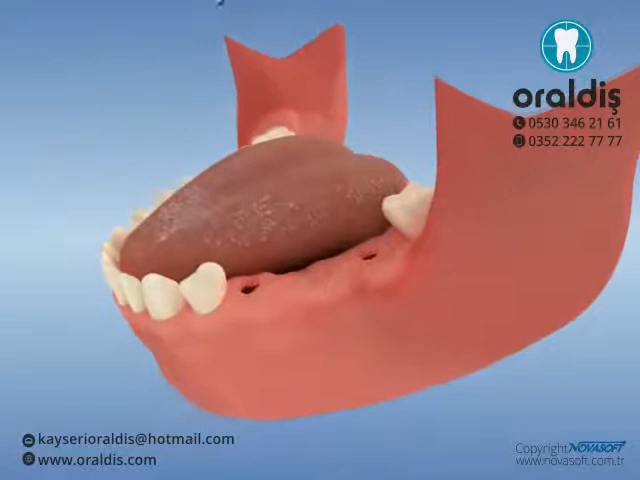 oraldiş
0530 346 21 61
0352 222 77 77
kayserioraldis@hotmail.com
www.oraldis.com
Copyright NOVASOFT
www.novasoft.com.tr